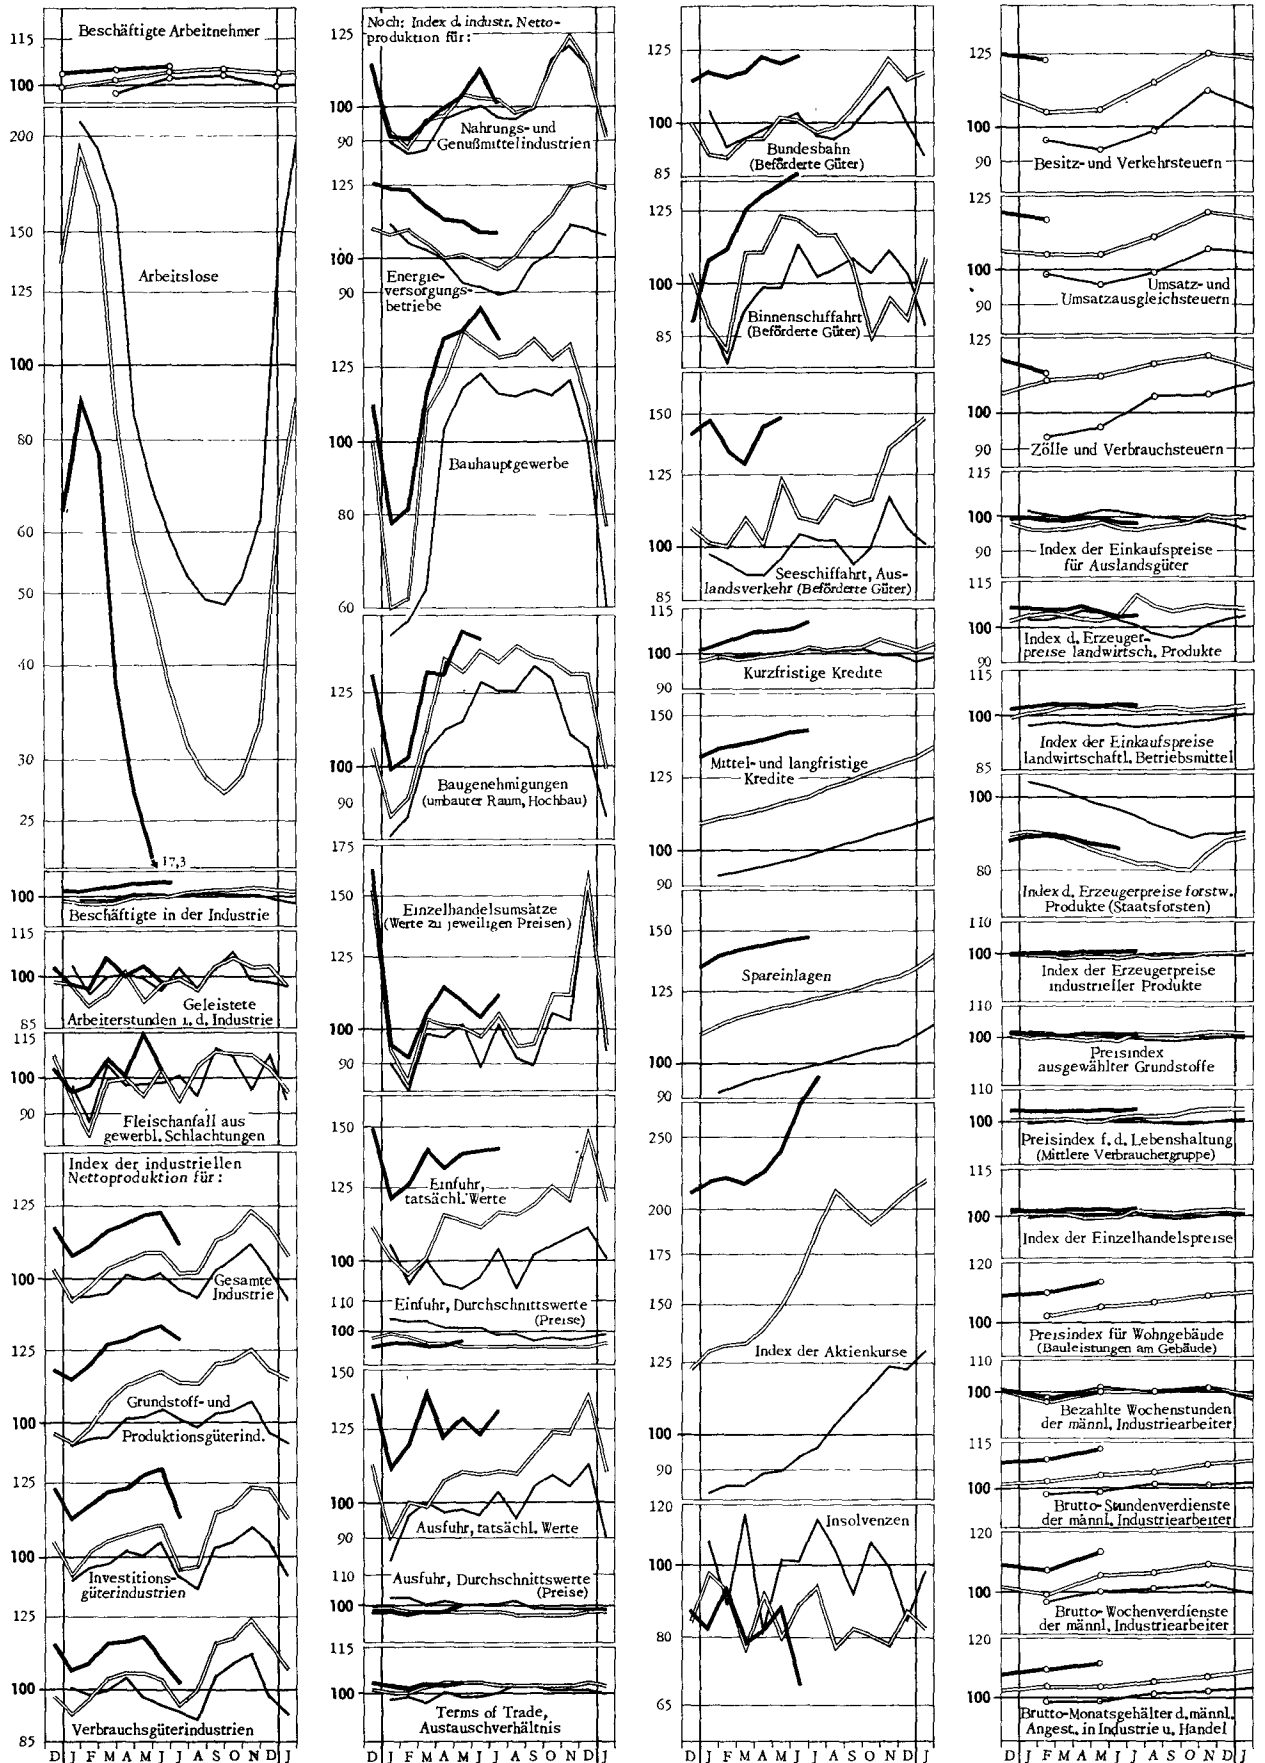 Beschäftigte Arbeitnehmer
115
100
200
150
125
100
80
60
50
40
30
25
Arbeitslose
17,3
100
Beschäftigte in der Industrie
115
100
85
Geleistete
Arbeiterstunden i. d. Industrie
115
100
90
Fleischanfall aus
gewerbl. Schlachtungen
Index der industriellen
Nettoproduktion für:
125
100
Gesamte
Industrie
125
100
Grundstoff- und
Produktionsgüterind.
125
100
Investitions-
güterindustrien
125
100
85
Verbrauchsgüterindustrien
D J F M A M J J A S O N D J
Noch: Index d. industr. Netto-
produktion für:
125
100
90
Nahrungs- und
Genußmittelindustrien
125
100
90
Energie-
versorgungs-
betriebe
125
100
80
60
Bauhauptgewerbe
125
100
90
Baugenehmigungen
(umbauter Raum, Hochbau)
175
150
125
100
90
Einzelhandelsumsätze
(Werte zu jeweiligen Preisen)
150
125
100
Einfuhr,
tatsächl. Werte
110
100
Einfuhr, Durchschnittswerte
(Preise)
150
125
100
90
Ausfuhr, tatsächl. Werte
110
100
Ausfuhr, Durchschnittswerte
(Preise)
115
100
Terms of Trade,
Austauschverhältnis
D J F M A M J J A S O N D J
125
100
85
Bundesbahn
(Beförderte Güter)
125
100
85
Binnenschiffahrt
(Beförderte Güter)
150
125
100
85
Seeschiffahrt, Aus-
landsverkehr (Beförderte Güter)
115
100
90
Kurzfristige Kredite
150
125
100
90
Mittel- und langfristige
Kredite
150
125
100
90
Spareinlagen
250
200
175
150
125
100
90
Index der Aktienkurse
120
100
80
65
Insolvenzen
D J F M A M J J A S O N D J
125
100
90
Besitz- und Verkehrsteuern
125
100
90
Umsatz- und
Umsatzausgleichsteuern
125
100
90
Zölle und Verbrauchsteuern
115
100
90
Index der Einkaufspreise
für Auslandsgüter
115
100
90
Index d. Erzeuger-
preise landwirtsch. Produkte
115
100
85
Index der Einkaufspreise
landwirtschaftl. Betriebsmittel
100
80
Index d. Erzeugerpreise forstw.
Produkte (Staatsforsten)
110
100
Index der Erzeugerpreise
industrieller Produkte
110
100
Preisindex
ausgewählter Grundstoffe
110
100
Preisindex f. d. Lebenshaltung
(Mittlere Verbrauchergruppe)
115
100
Index der Einzelhandelspreise
120
100
Preisindex für Wohngebäude
(Bauleistungen am Gebäude)
110
100
Bezahlte Wochenstunden
der männl. Industriearbeiter
115
100
Brutto-Stundenverdienste
der männl. Industriearbeiter
120
100
Brutto-Wochenverdienste
der männl. Industriearbeiter
120
100
Brutto-Monatsgehälter d. männl.
Angest. in Industrie u. Handel
D J F M A M J J A S O N D J